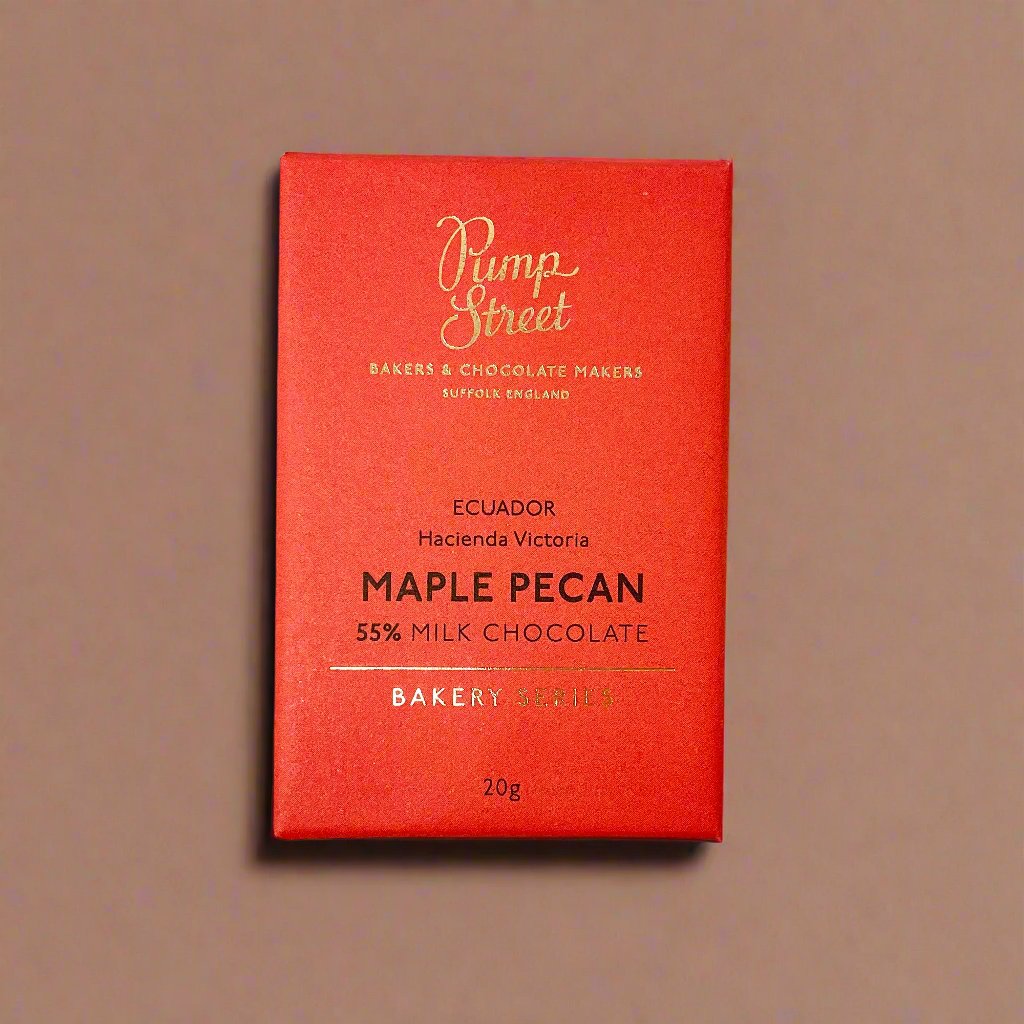 Pump
Street
BAKERS & CHOCOLATE MAKERS
SUFFOLK ENGLAND
ECUADOR
Hacienda Victoria
MAPLE PECAN
55% MILK CHOCOLATE
BAKERY SERIES
20g